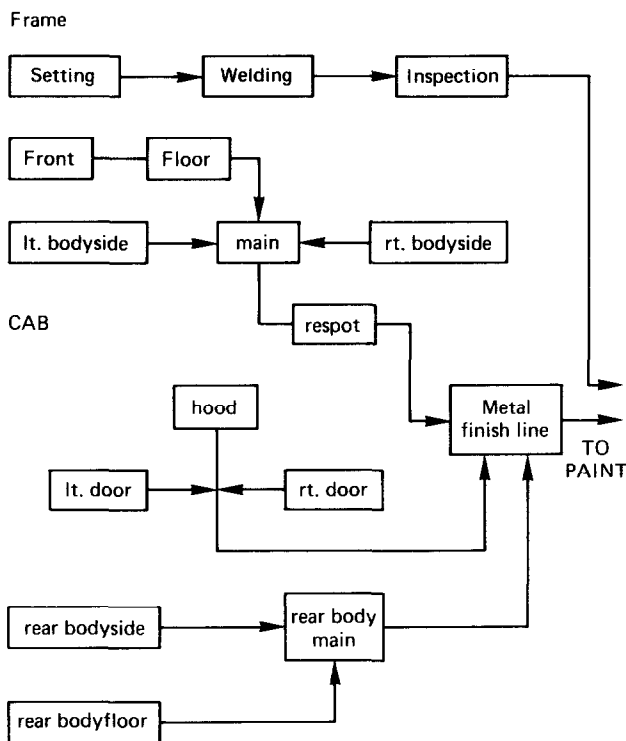 Frame
Setting
Welding
Inspection
Front
Floor
lt. bodyside
main
rt. bodyside
CAB
respot
hood
Metal
finish line
TO
PAINT
lt. door
rt. door
rear bodyside
rear body
main
rear bodyfloor